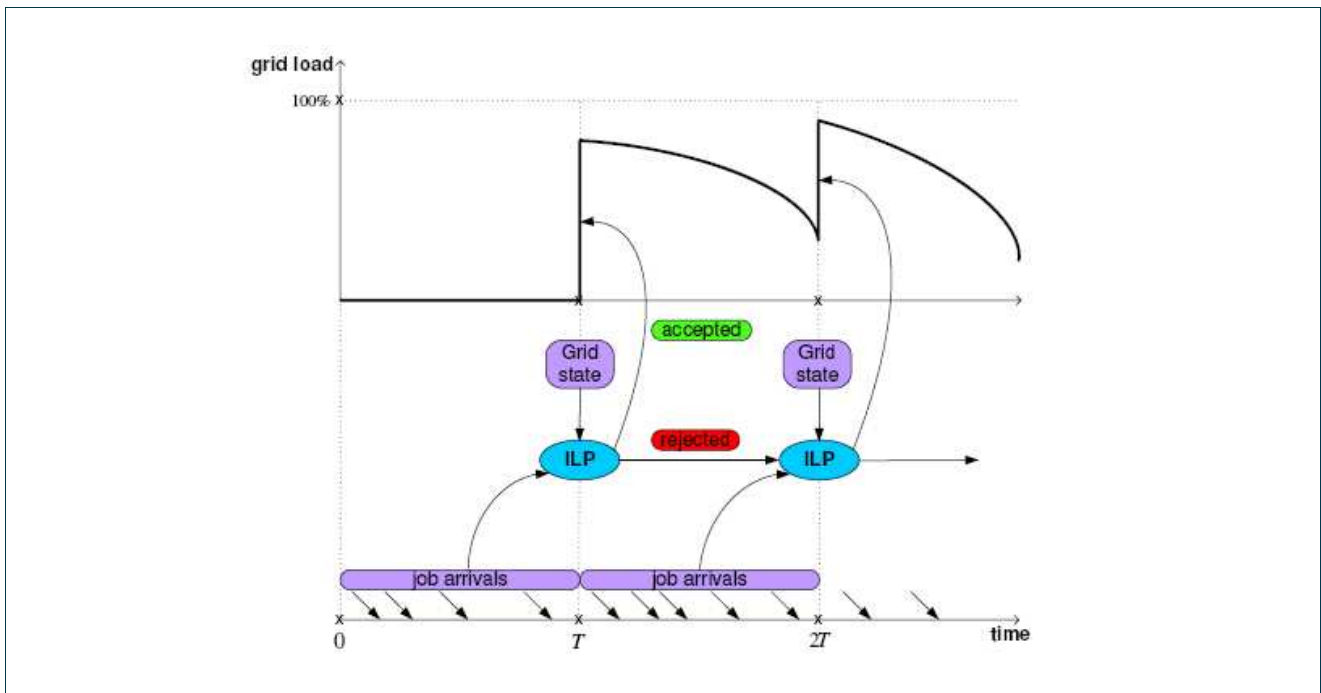 grid load
100%
accepted
Grid
state
Grid
state
rejected
ILP
ILP
job arrivals
job arrivals
0
T
2T
time